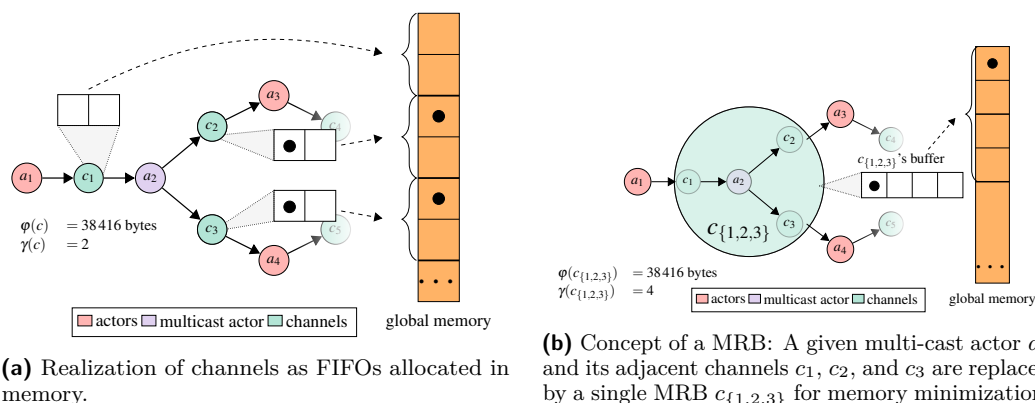 a₃
c₂
c₄
a₁
c₁
a₂
c₃
c₅
a₄
φ(c) = 38 416 bytes
γ(c) = 2
...
actors multicast actor channels
global memory
(a) Realization of channels as FIFOs allocated in
memory.
a₃
c₂
c₄
c{1,2,3}'s buffer
a₁
c₁
a₂
c₃
c{1,2,3}
a₄
c₅
φ(c{1,2,3}) = 38 416 bytes
γ(c{1,2,3}) = 4
...
actors multicast actor channels
global memory
(b) Concept of a MRB: A given multi-cast actor
and its adjacent channels c₁, c₂, and c₃ are replace
by a single MRB c{1,2,3} for memory minimization